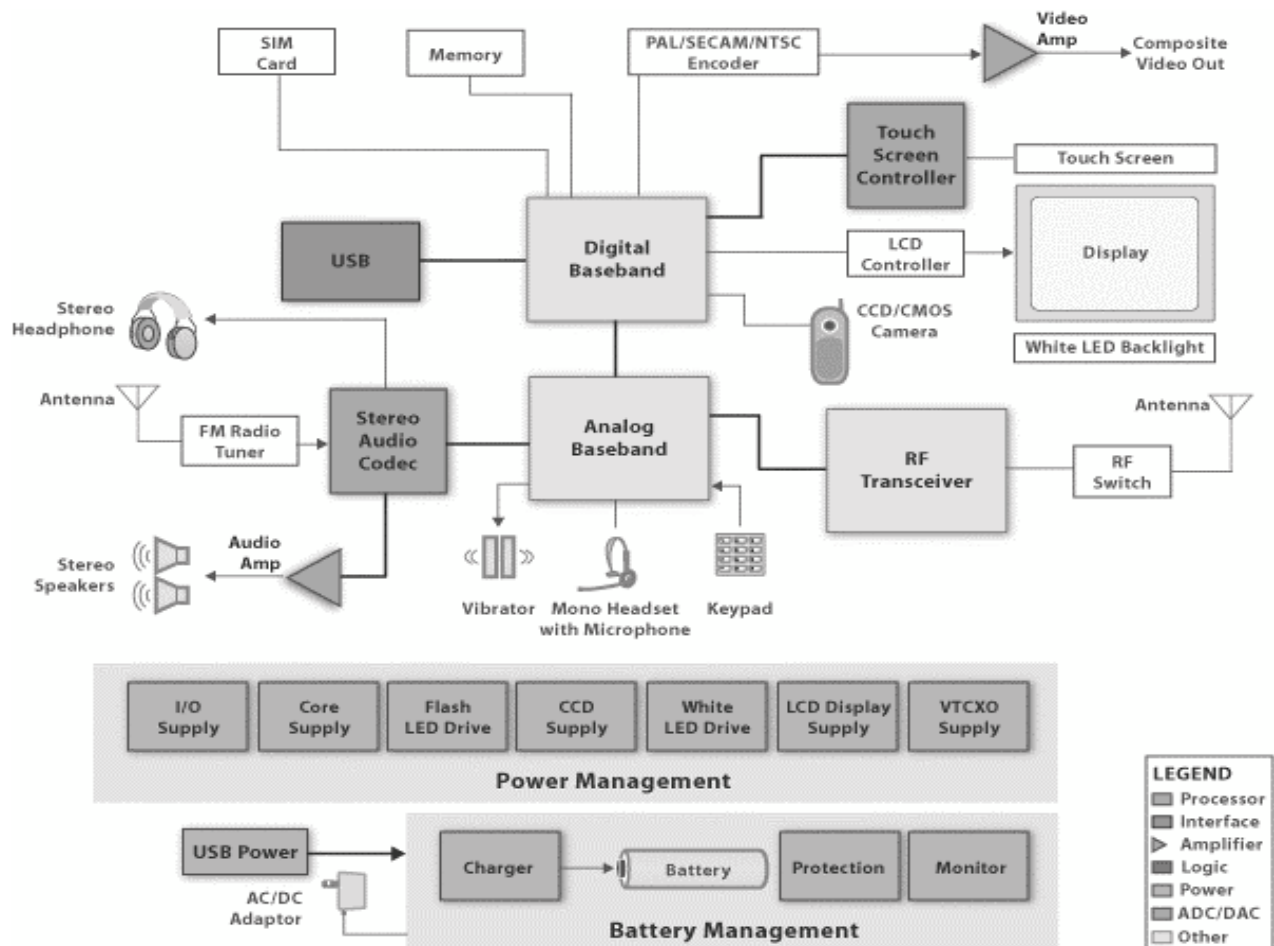 SIM
Card
Memory
PAL/SECAM/NTSC
Encoder
Video
Amp
Composite
Video Out
Touch
Screen
Controller
Touch Screen
USB
Digital
Baseband
LCD
Controller
Display
Stereo
Headphone
CCD/CMOS
Camera
White LED Backlight
Antenna
FM Radio
Tuner
Stereo
Audio
Codec
Analog
Baseband
RF
Transceiver
RF
Switch
Antenna
Stereo
Speakers
Audio
Amp
Vibrator
Mono Headset
with Microphone
Keypad
I/O
Supply
Core
Supply
Flash
LED Drive
CCD
Supply
White
LED Drive
LCD Display
Supply
VTCXO
Supply
Power Management
USB Power
AC/DC
Adaptor
Charger
Battery
Protection
Monitor
Battery Management
LEGEND
Processor
Interface
Amplifier
Logic
Power
ADC/DAC
Other